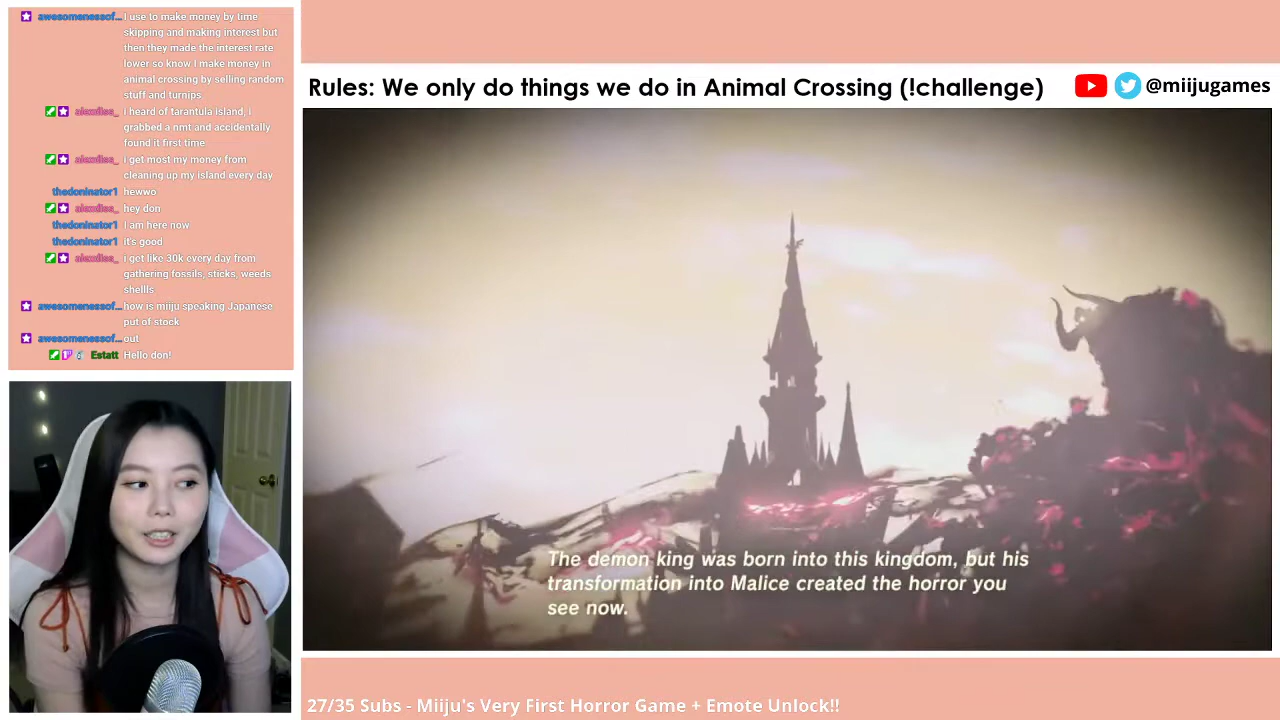 awesomenessof... I use to make money by time
skipping and making interest but
then they made the interest rate
lower so know I make money in
animal crossing by selling random
stuff and turnips
alexdiss_ i heard of tarantula island, i
grabbed a nmt and accidentally
found it first time
i get most my money from
cleaning up my island every day
thedoninator1 hewwo
hey don
thedoninator1 I am here now
thedoninator1 it's good
i get like 30k every day from
gathering fossils, sticks, weeds
shellls
awesomenessof... how is miiju speaking Japanese
put of stock
awesomenessof... out
Estatt Hello don!
Rules: We only do things we do in Animal Crossing (!challenge)
@miijugames
The demon king was born into this kingdom, but his
transformation into Malice created the horror you
see now.
27/35 Subs - Miiju's Very First Horror Game + Emote Unlock!!